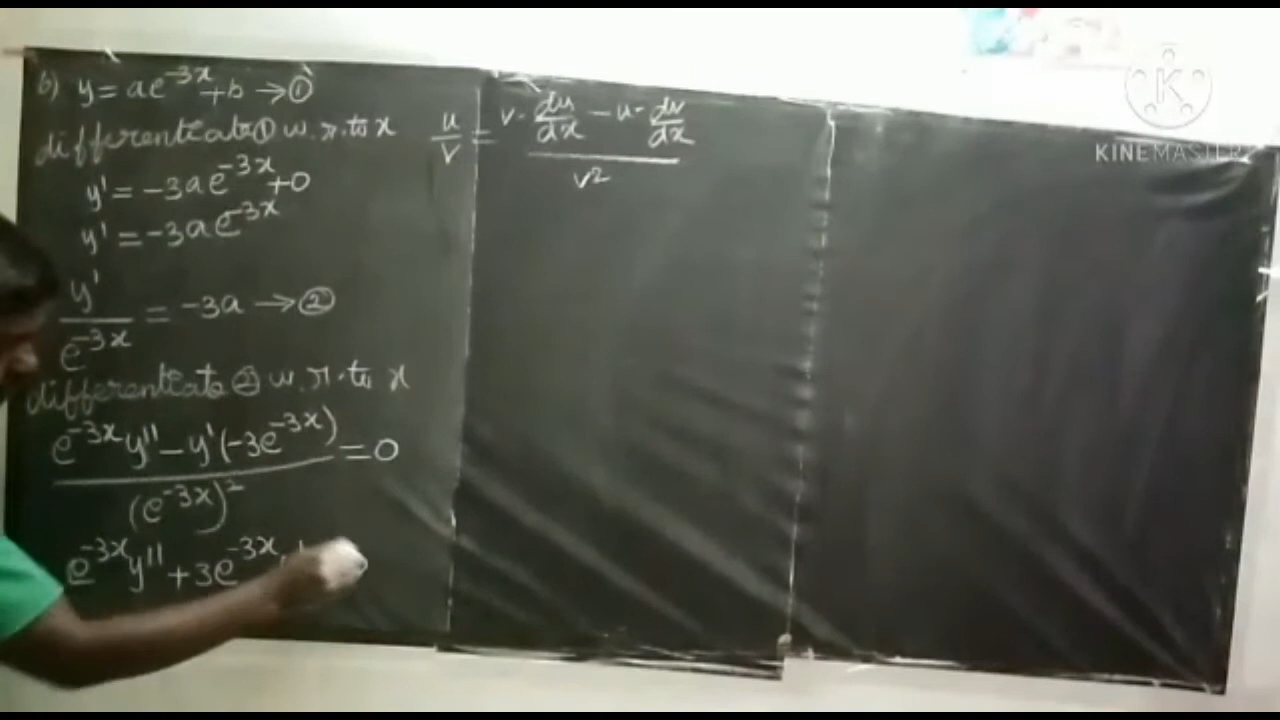 6) y = ae^-3x + b → ①
differentiate ① w.r.to x
y' = -3ae^-3x + 0
y' = -3ae^-3x
y'/e^-3x = -3a → ②
differentiate ② w.r.to x
e^-3x y'' - y'(-3e^-3x)/(e^-3x)^2 = 0
e^-3x y'' + 3e^-3x
u/v = v·du/dx - u·dv/dx / v²
K
KINEMASTER